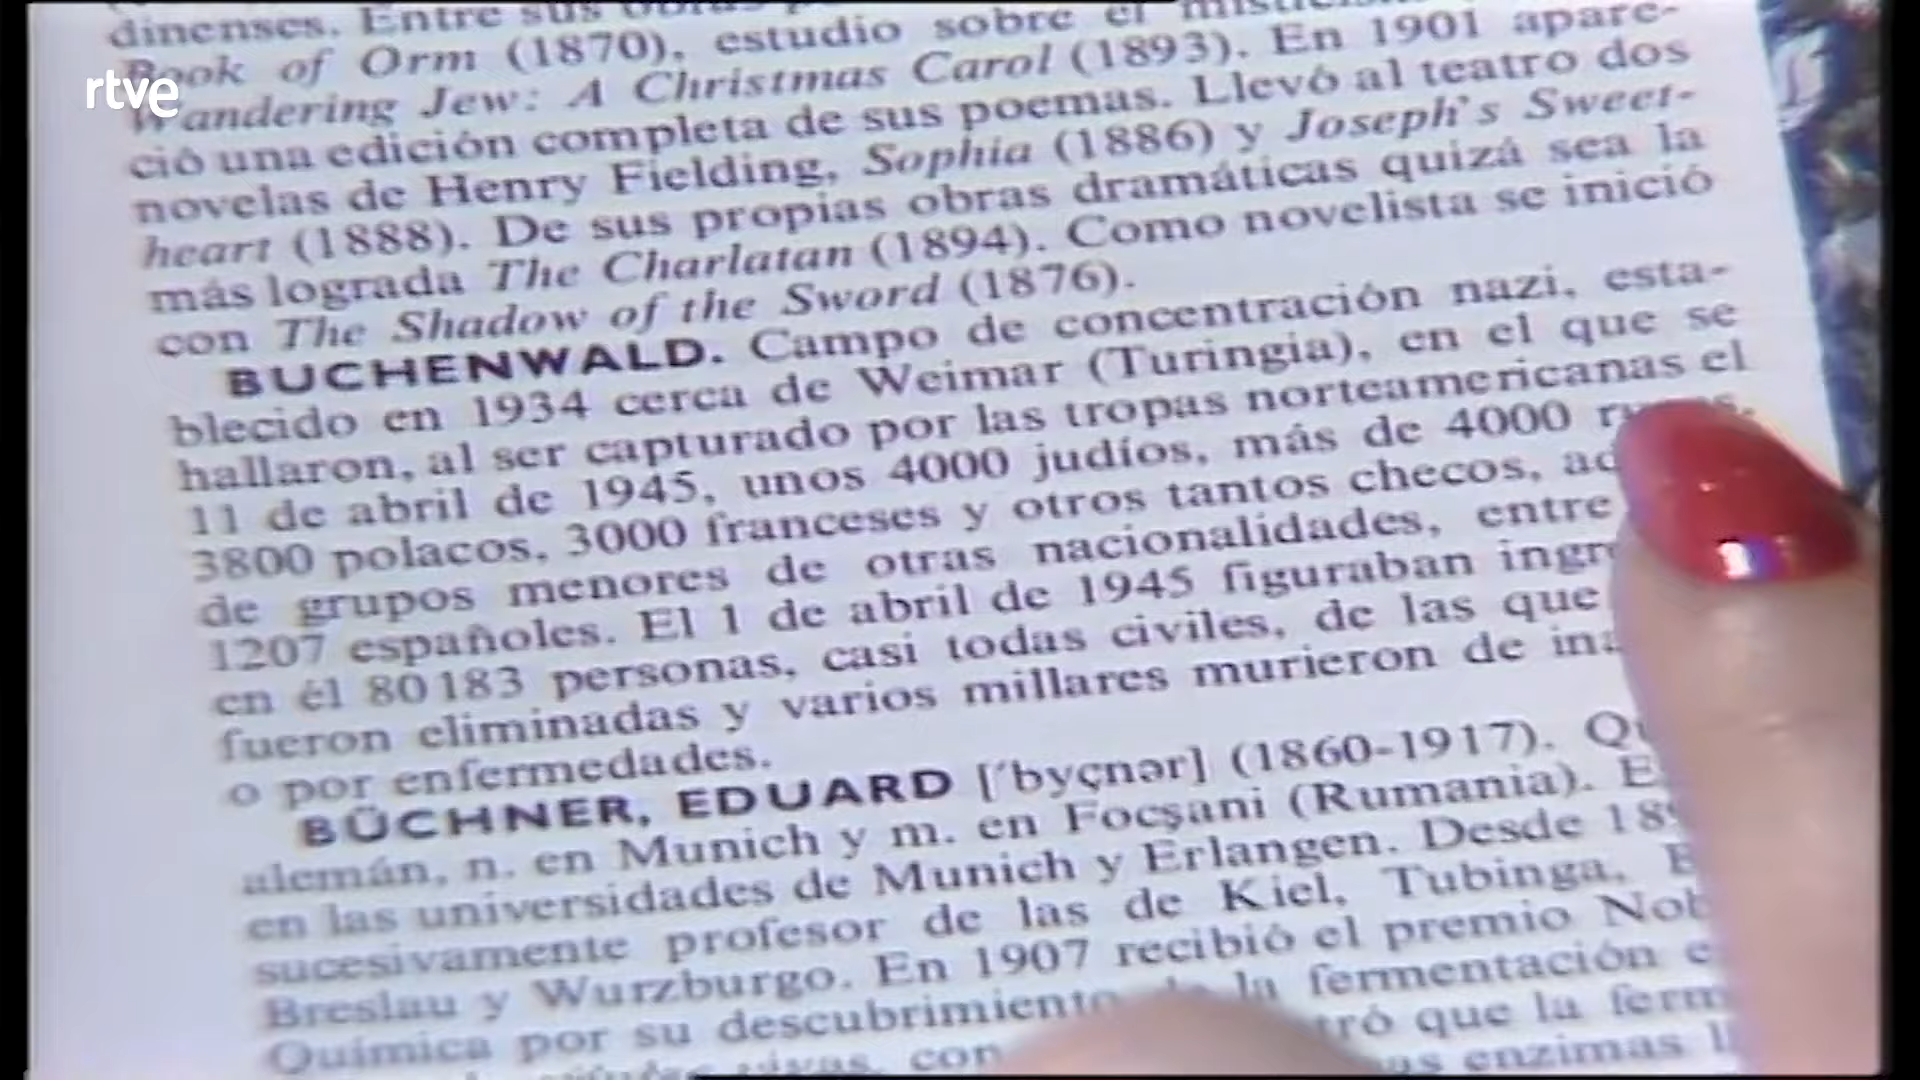 dinenses. Entre sus obras
Book of Orm (1870), estudio sobre el
Wandering Jew: A Christmas Carol (1893). En 1901 apare-
ció una edición completa de sus poemas. Llevó al teatro dos
novelas de Henry Fielding, Sophia (1886) y Joseph's Sweet-
heart (1888). De sus propias obras dramáticas quizá sea la
más lograda The Charlatan (1894). Como novelista se inició
con The Shadow of the Sword (1876).
BUCHENWALD. Campo de concentración nazi, esta-
blecido en 1934 cerca de Weimar (Turingia), en el que se
hallaron, al ser capturado por las tropas norteamericanas el
11 de abril de 1945, unos 4000 judíos, más de 4000
3800 polacos, 3000 franceses y otros tantos checos,
de grupos menores de otras nacionalidades, entre
1207 españoles. El 1 de abril de 1945 figuraban
en él 80183 personas, casi todas civiles, de las que
fueron eliminadas y varios millares murieron de
o por enfermedades.
BÜCHNER, EDUARD ['byçnər] (1860-1917).
alemán, n. en Munich y m. en Focşani (Rumania).
en las universidades de Munich y Erlangen. Desde
sucesivamente profesor de las de Kiel, Tubinga,
Breslau y Wurzburgo. En 1907 recibió el premio
Química por su descubrimiento la fermentación
que la
enzimas
rtve